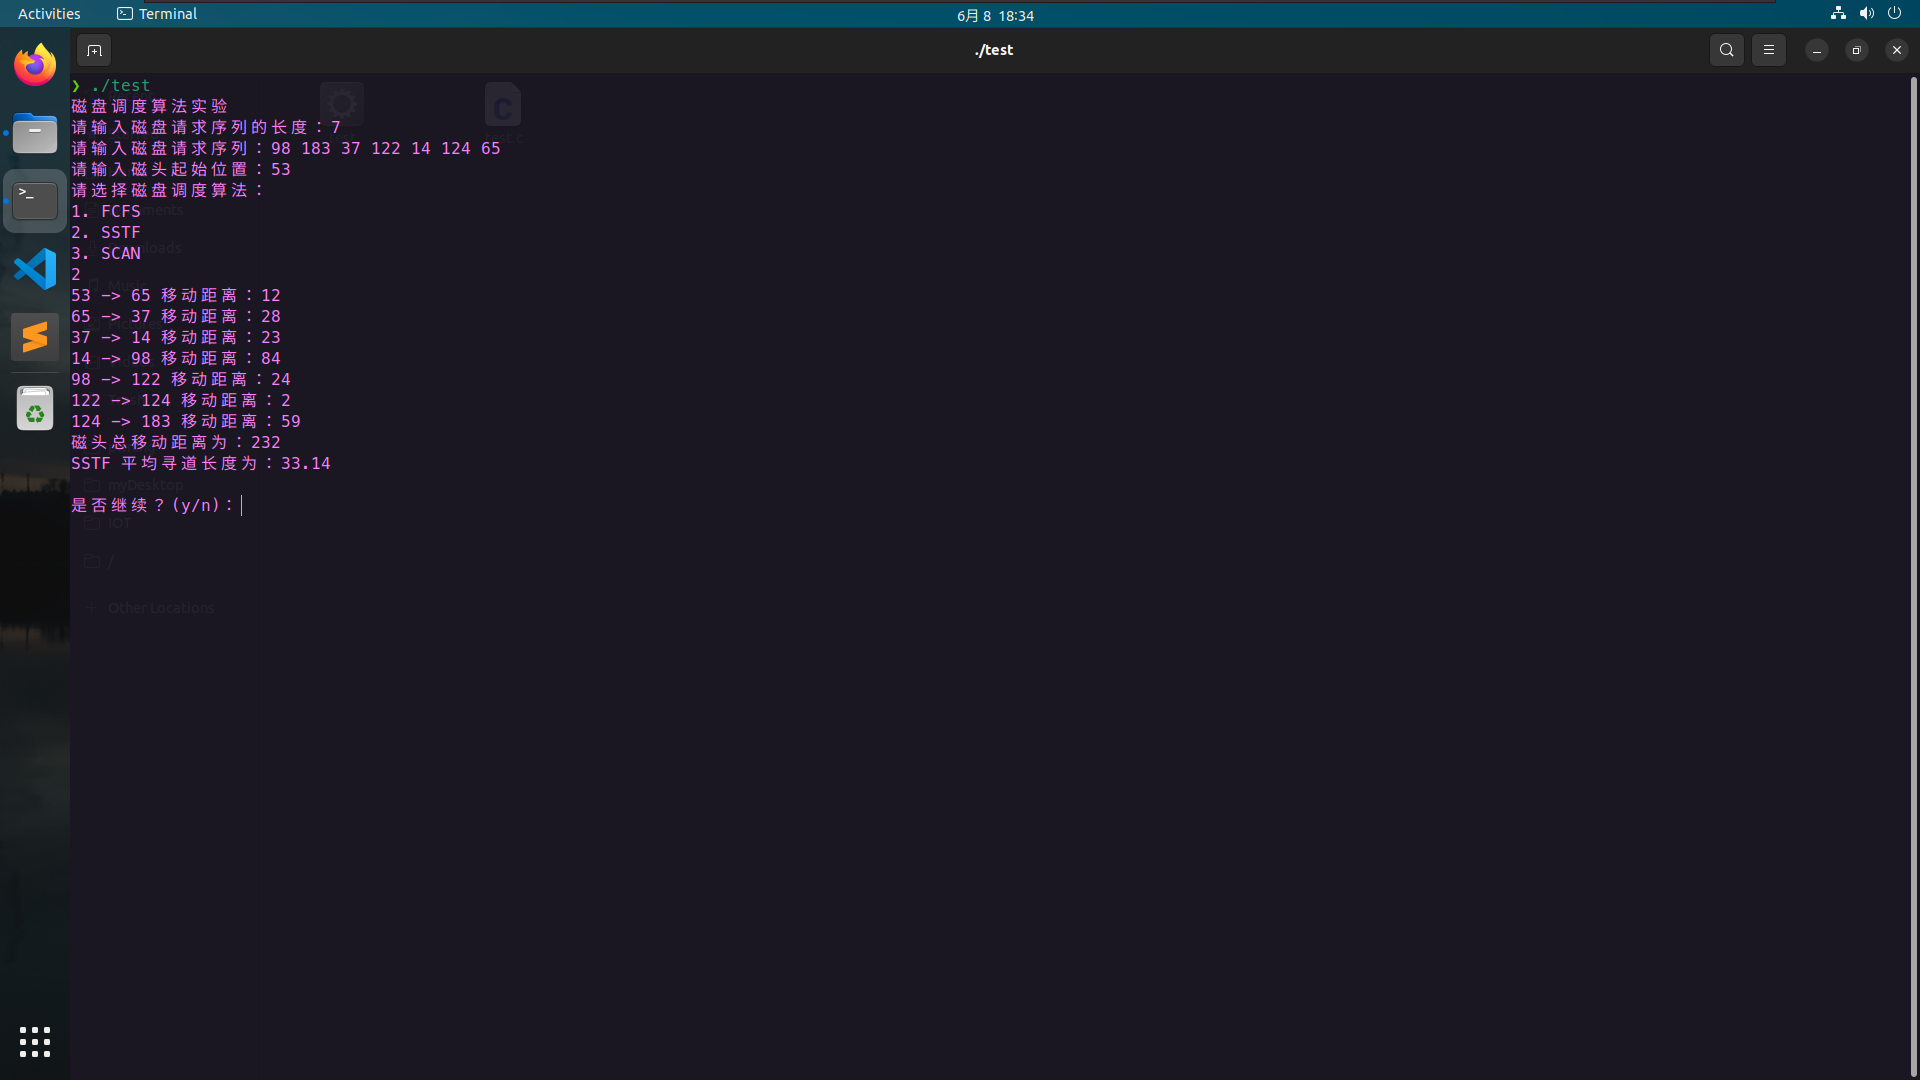 Activities
Terminal
6月 8 18:34
./test
❯ ./test
磁盘调度算法实验
请输入磁盘请求序列的长度：7
请输入磁盘请求序列：98 183 37 122 14 124 65
请输入磁头起始位置：53
请选择磁盘调度算法：
1. FCFS
2. SSTF
3. SCAN
2
53 -> 65 移动距离：12
65 -> 37 移动距离：28
37 -> 14 移动距离：23
14 -> 98 移动距离：84
98 -> 122 移动距离：24
122 -> 124 移动距离：2
124 -> 183 移动距离：59
磁头总移动距离为：232
SSTF 平均寻道长度为：33.14
myDesktop
是否继续？(y/n)：
IOT
/
Other Locations